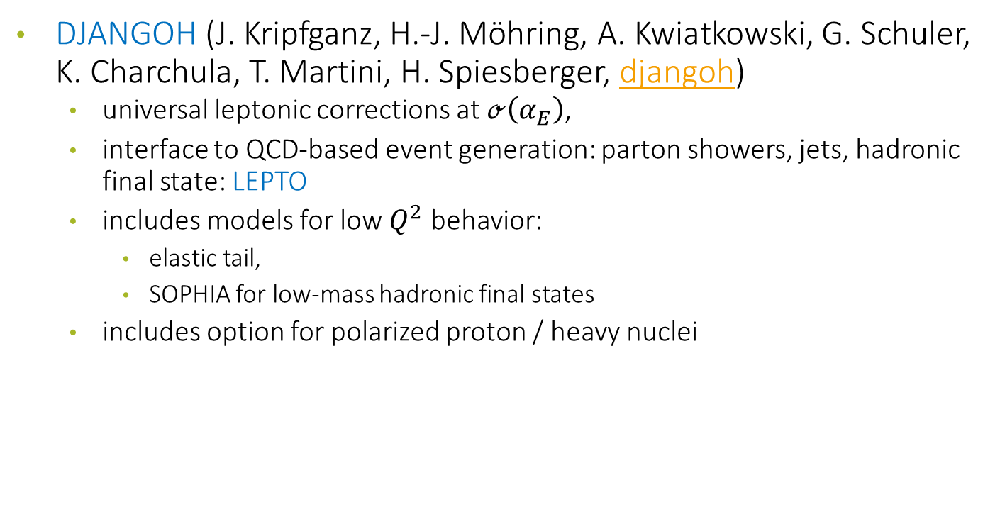 • DJANGOH (J. Kripfganz, H.-J. Möhring, A. Kwiatkowski, G. Schuler,
K. Charchula, T. Martini, H. Spiesberger, djangoh)
• universal leptonic corrections at ℴ(α_E),
• interface to QCD-based event generation: parton showers, jets, hadronic
final state: LEPTO
• includes models for low Q² behavior:
• elastic tail,
• SOPHIA for low-mass hadronic final states
• includes option for polarized proton / heavy nuclei